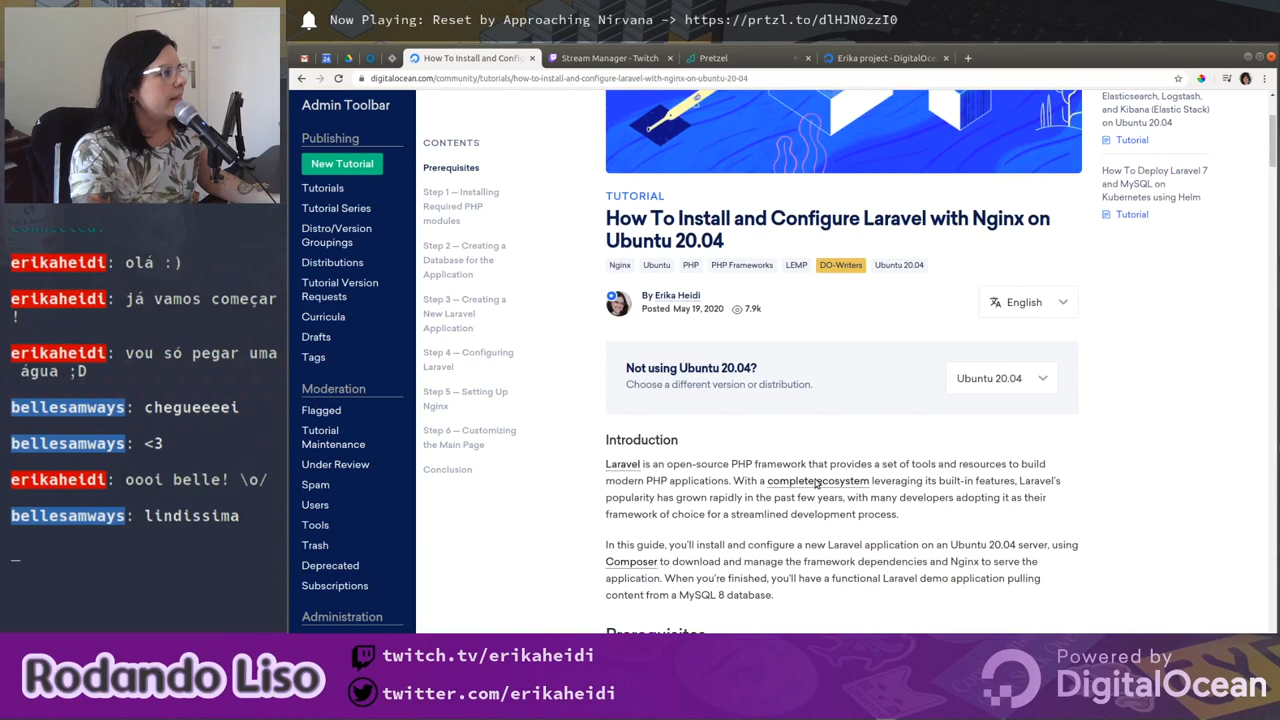 Now Playing: Reset by Approaching Nirvana -> https://prtzl.to/dlHJN0zzI0
How To Install and Config
Stream Manager - Twitch
Pretzel
Erika project - DigitalOce
digitalocean.com/community/tutorials/how-to-install-and-configure-laravel-with-nginx-on-ubuntu-20-04
connected.
erikaheidi: olá :)
erikaheidi: já vamos começar
!
erikaheidi: vou só pegar uma
água ;D
bellesamways: chegueeeei
bellesamways: <3
erikaheidi: oooi belle! \o/
bellesamways: lindissima
_
Admin Toolbar
Publishing
New Tutorial
Tutorials
Tutorial Series
Distro/Version
Groupings
Distributions
Tutorial Version
Requests
Curricula
Drafts
Tags
Moderation
Flagged
Tutorial
Maintenance
Under Review
Spam
Users
Tools
Trash
Deprecated
Subscriptions
Administration
CONTENTS
Prerequisites
Step 1 — Installing
Required PHP
modules
Step 2 — Creating a
Database for the
Application
Step 3 — Creating a
New Laravel
Application
Step 4 — Configuring
Laravel
Step 5 — Setting Up
Nginx
Step 6 — Customizing
the Main Page
Conclusion
TUTORIAL
How To Install and Configure Laravel with Nginx on
Ubuntu 20.04
Nginx Ubuntu PHP PHP Frameworks LEMP DO-Writers Ubuntu 20.04
By Erika Heidi
Posted May 19, 2020 7.9k
English
Not using Ubuntu 20.04?
Choose a different version or distribution.
Ubuntu 20.04
Introduction
Laravel is an open-source PHP framework that provides a set of tools and resources to build
modern PHP applications. With a complete ecosystem leveraging its built-in features, Laravel's
popularity has grown rapidly in the past few years, with many developers adopting it as their
framework of choice for a streamlined development process.
In this guide, you'll install and configure a new Laravel application on an Ubuntu 20.04 server, using
Composer to download and manage the framework dependencies and Nginx to serve the
application. When you're finished, you'll have a functional Laravel demo application pulling
content from a MySQL 8 database.
Prerequisites
Elasticsearch, Logstash,
and Kibana (Elastic Stack)
on Ubuntu 20.04
Tutorial
How To Deploy Laravel 7
and MySQL on
Kubernetes using Helm
Tutorial
Rodando Liso
twitch.tv/erikaheidi
twitter.com/erikaheidi
Powered by
DigitalOcean